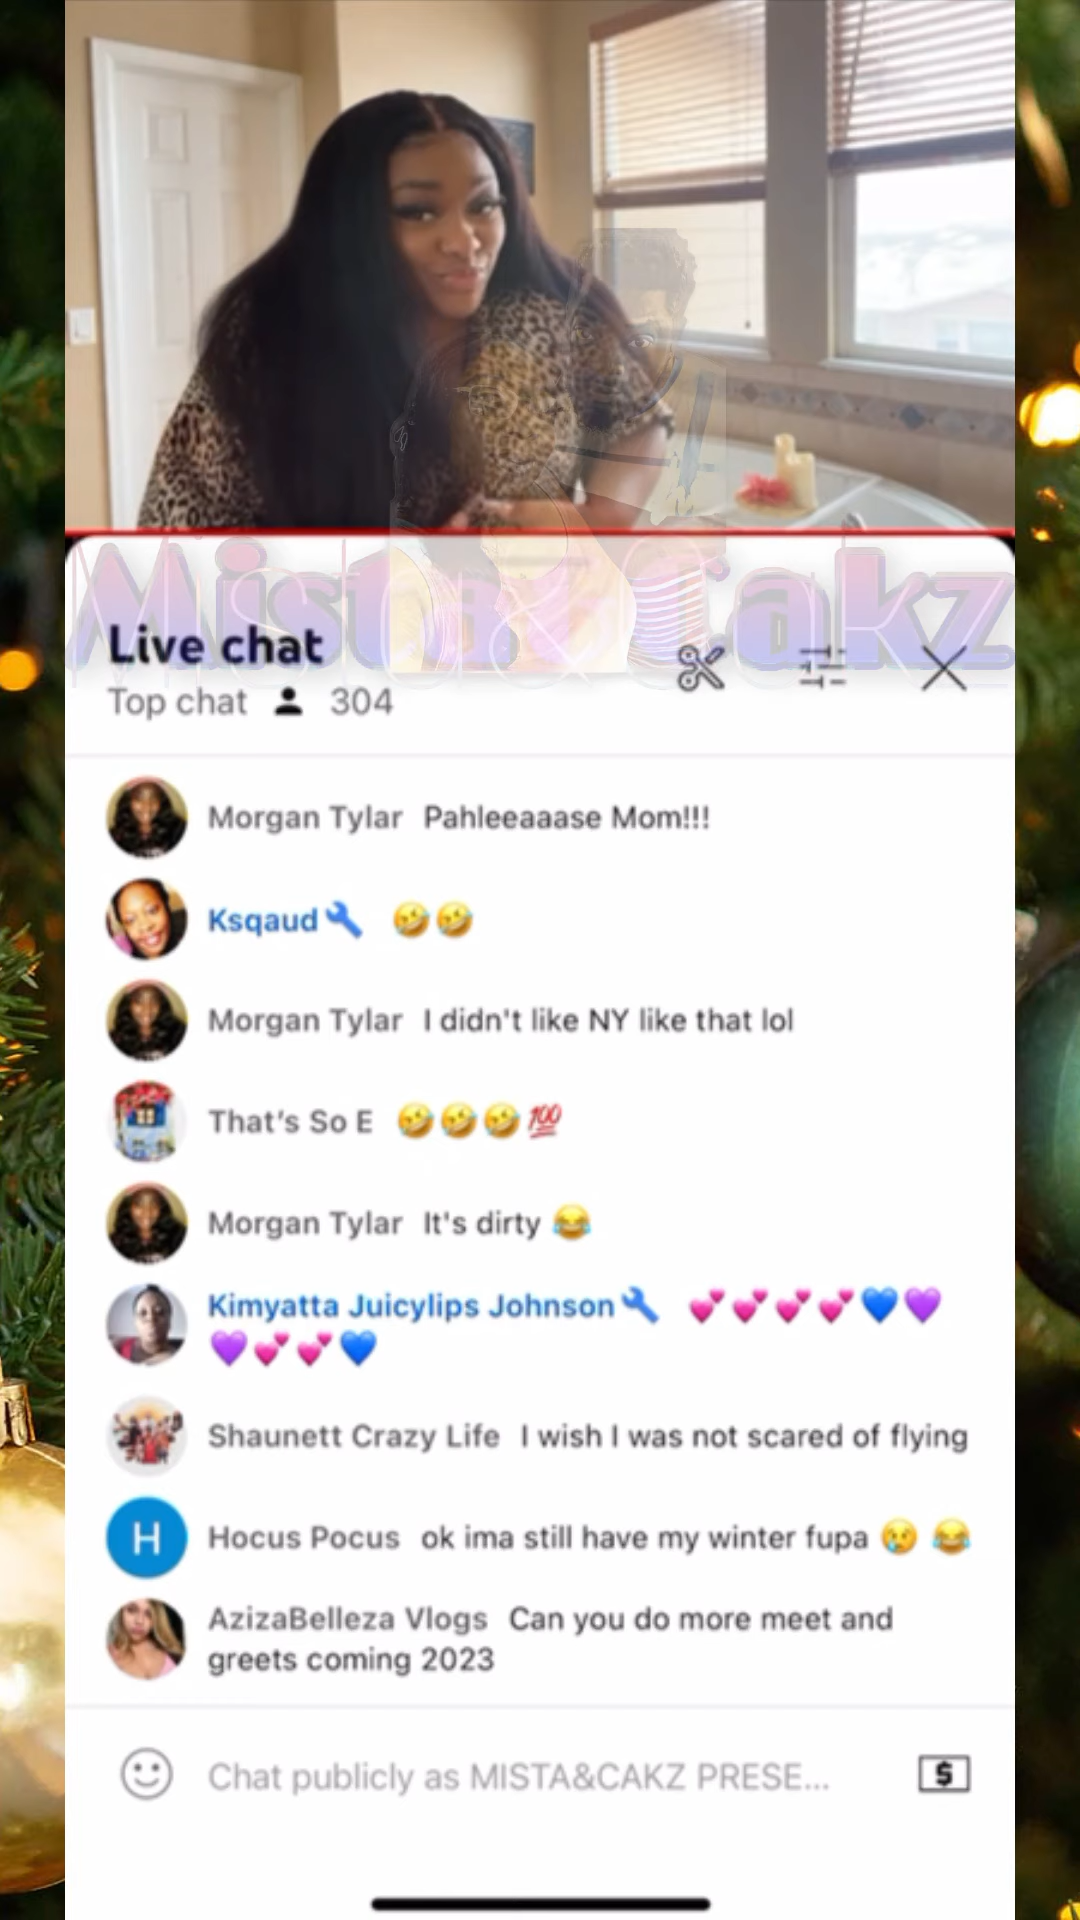 Mista & Cakz
Live chat
Top chat 304
Morgan Tylar Pahleeaaase Mom!!!
Ksqaud🔧 🤣🤣
Morgan Tylar I didn't like NY like that lol
That's So E 🤣🤣🤣💯
Morgan Tylar It's dirty 😂
Kimyatta Juicylips Johnson🔧 💕💕💕💕💙💜
💜💕💕💙
Shaunett Crazy Life I wish I was not scared of flying
H
Hocus Pocus ok ima still have my winter fupa 😢 😂
AzizaBelleza Vlogs Can you do more meet and
greets coming 2023
Chat publicly as MISTA&CAKZ PRESE...
$